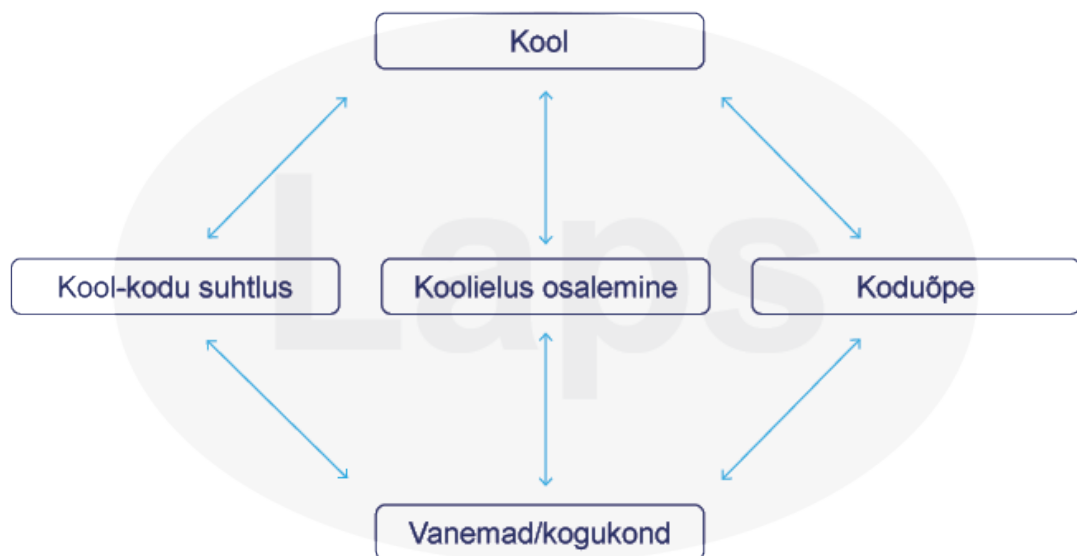 Kool
Laps
Kool-kodu suhtlus
Koolielus osalemine
Koduõpe
Vanemad/kogukond